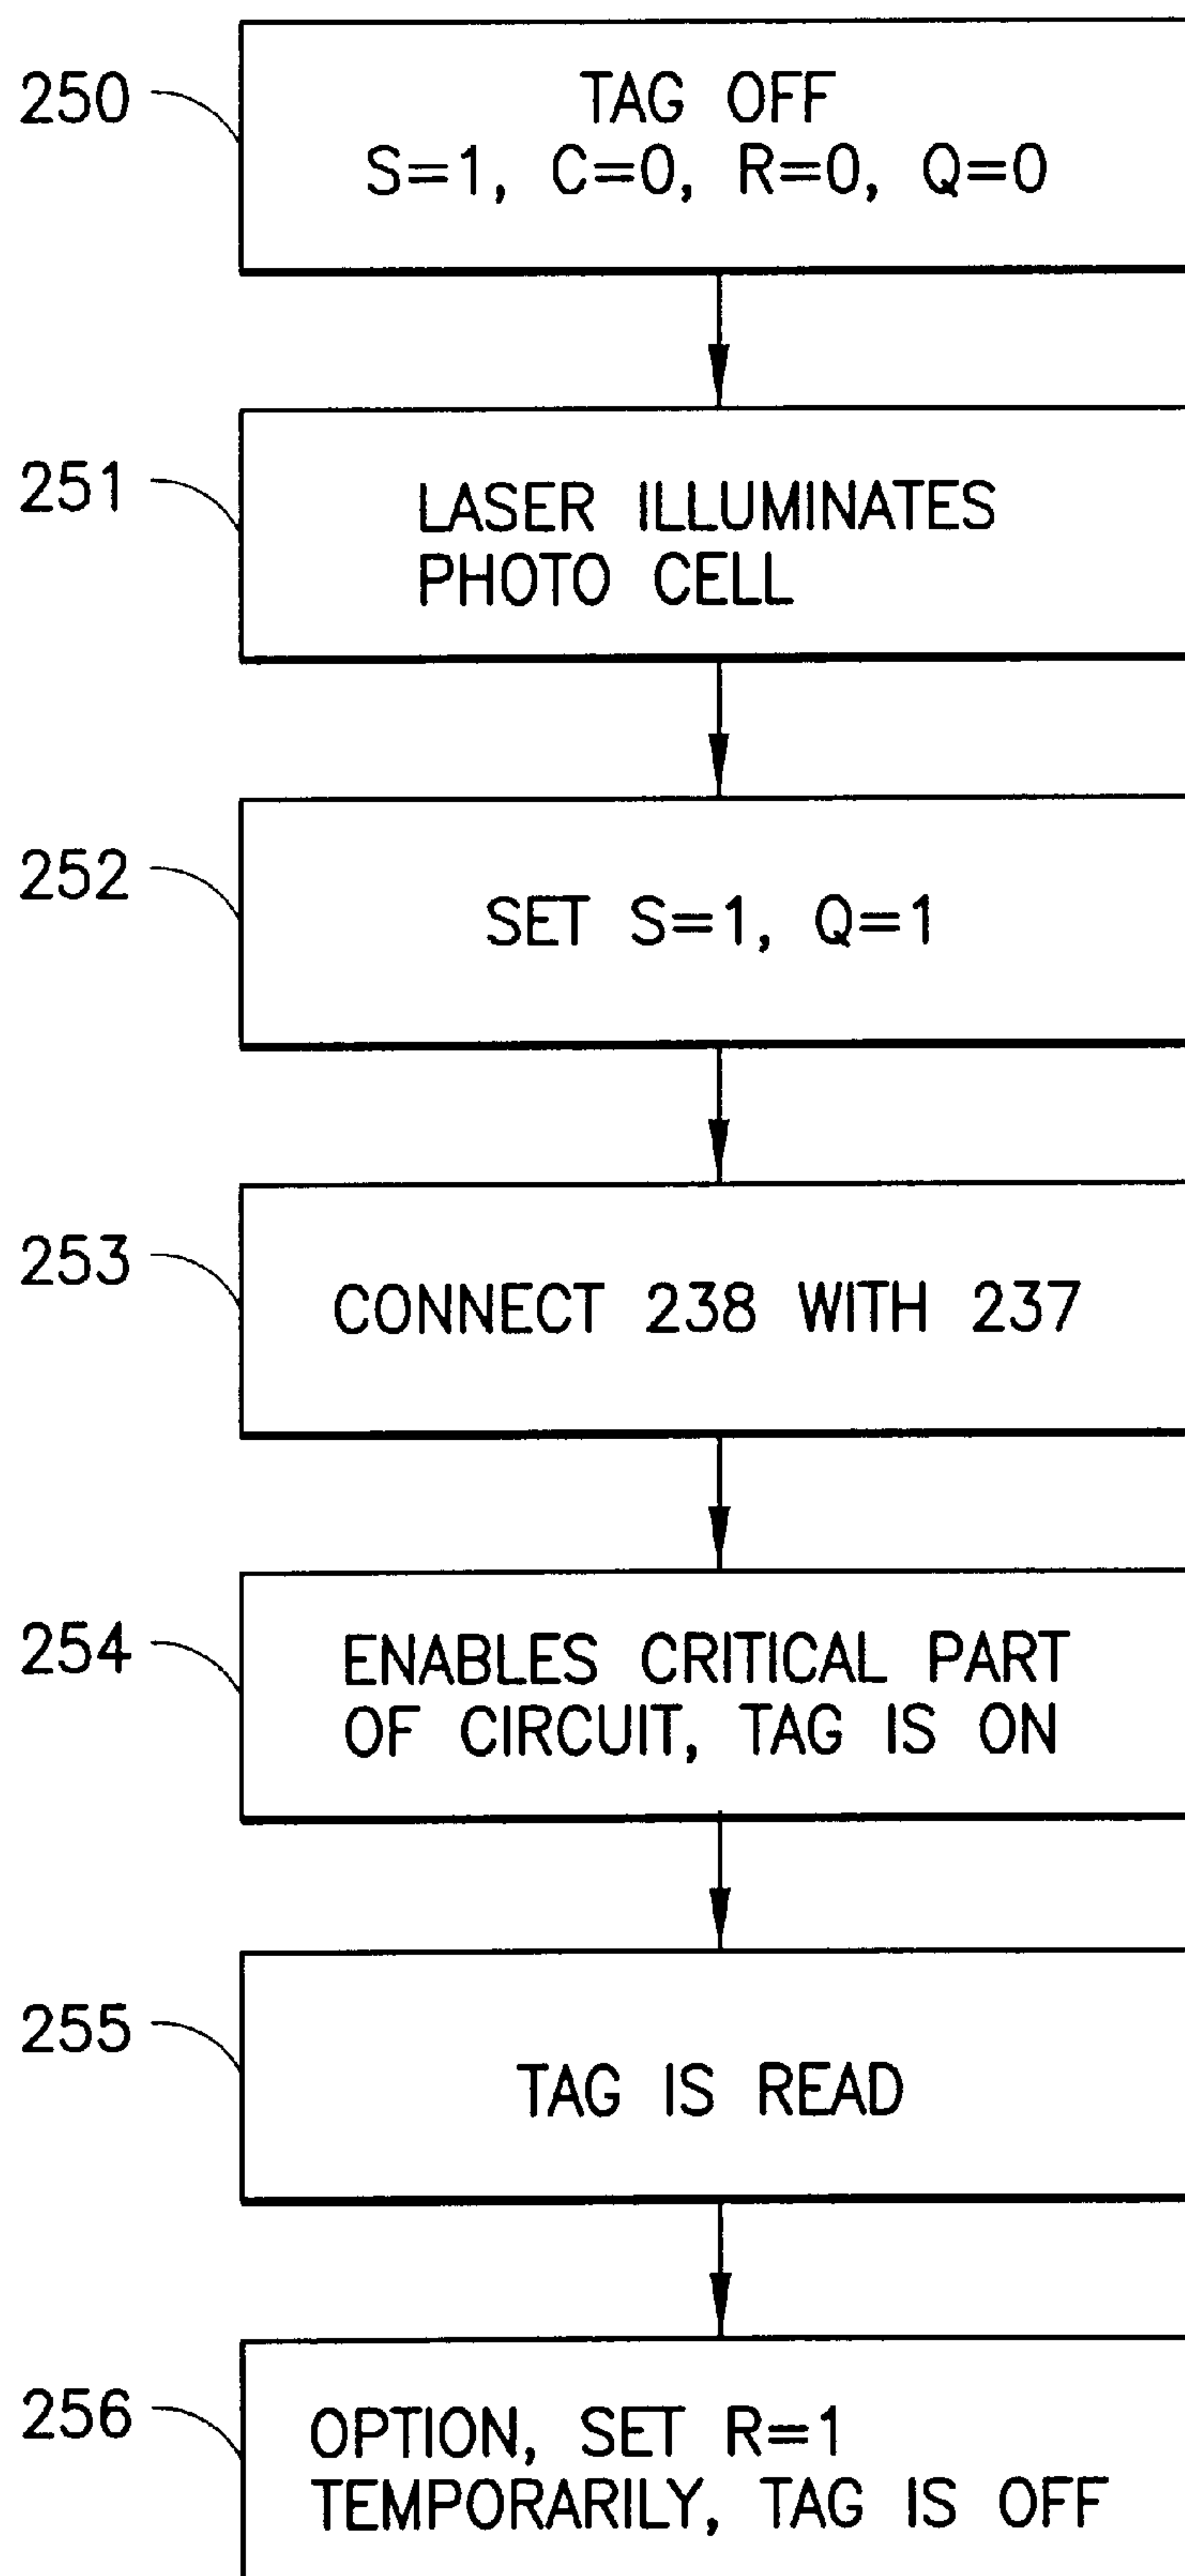 250
TAG OFF
S=1, C=0, R=0, Q=0
251
LASER ILLUMINATES
PHOTO CELL
252
SET S=1, Q=1
253
CONNECT 238 WITH 237
254
ENABLES CRITICAL PART
OF CIRCUIT, TAG IS ON
255
TAG IS READ
256
OPTION, SET R=1
TEMPORARILY, TAG IS OFF